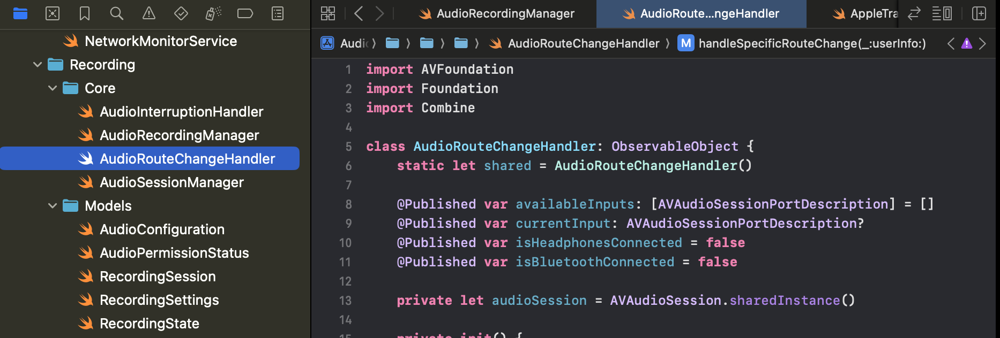 NetworkMonitorService
Recording
Core
AudioInterruptionHandler
AudioRecordingManager
AudioRouteChangeHandler
AudioSessionManager
Models
AudioConfiguration
AudioPermissionStatus
RecordingSession
RecordingSettings
RecordingState
AudioRecordingManager
AudioRoute...ngeHandler
AppleTra
Audi
AudioRouteChangeHandler
M handleSpecificRouteChange(_:userInfo:)
1 import AVFoundation
2 import Foundation
3 import Combine
4
5 class AudioRouteChangeHandler: ObservableObject {
6     static let shared = AudioRouteChangeHandler()
7
8     @Published var availableInputs: [AVAudioSessionPortDescription] = []
9     @Published var currentInput: AVAudioSessionPortDescription?
10     @Published var isHeadphonesConnected = false
11     @Published var isBluetoothConnected = false
12
13     private let audioSession = AVAudioSession.sharedInstance()
14
15     private init() {